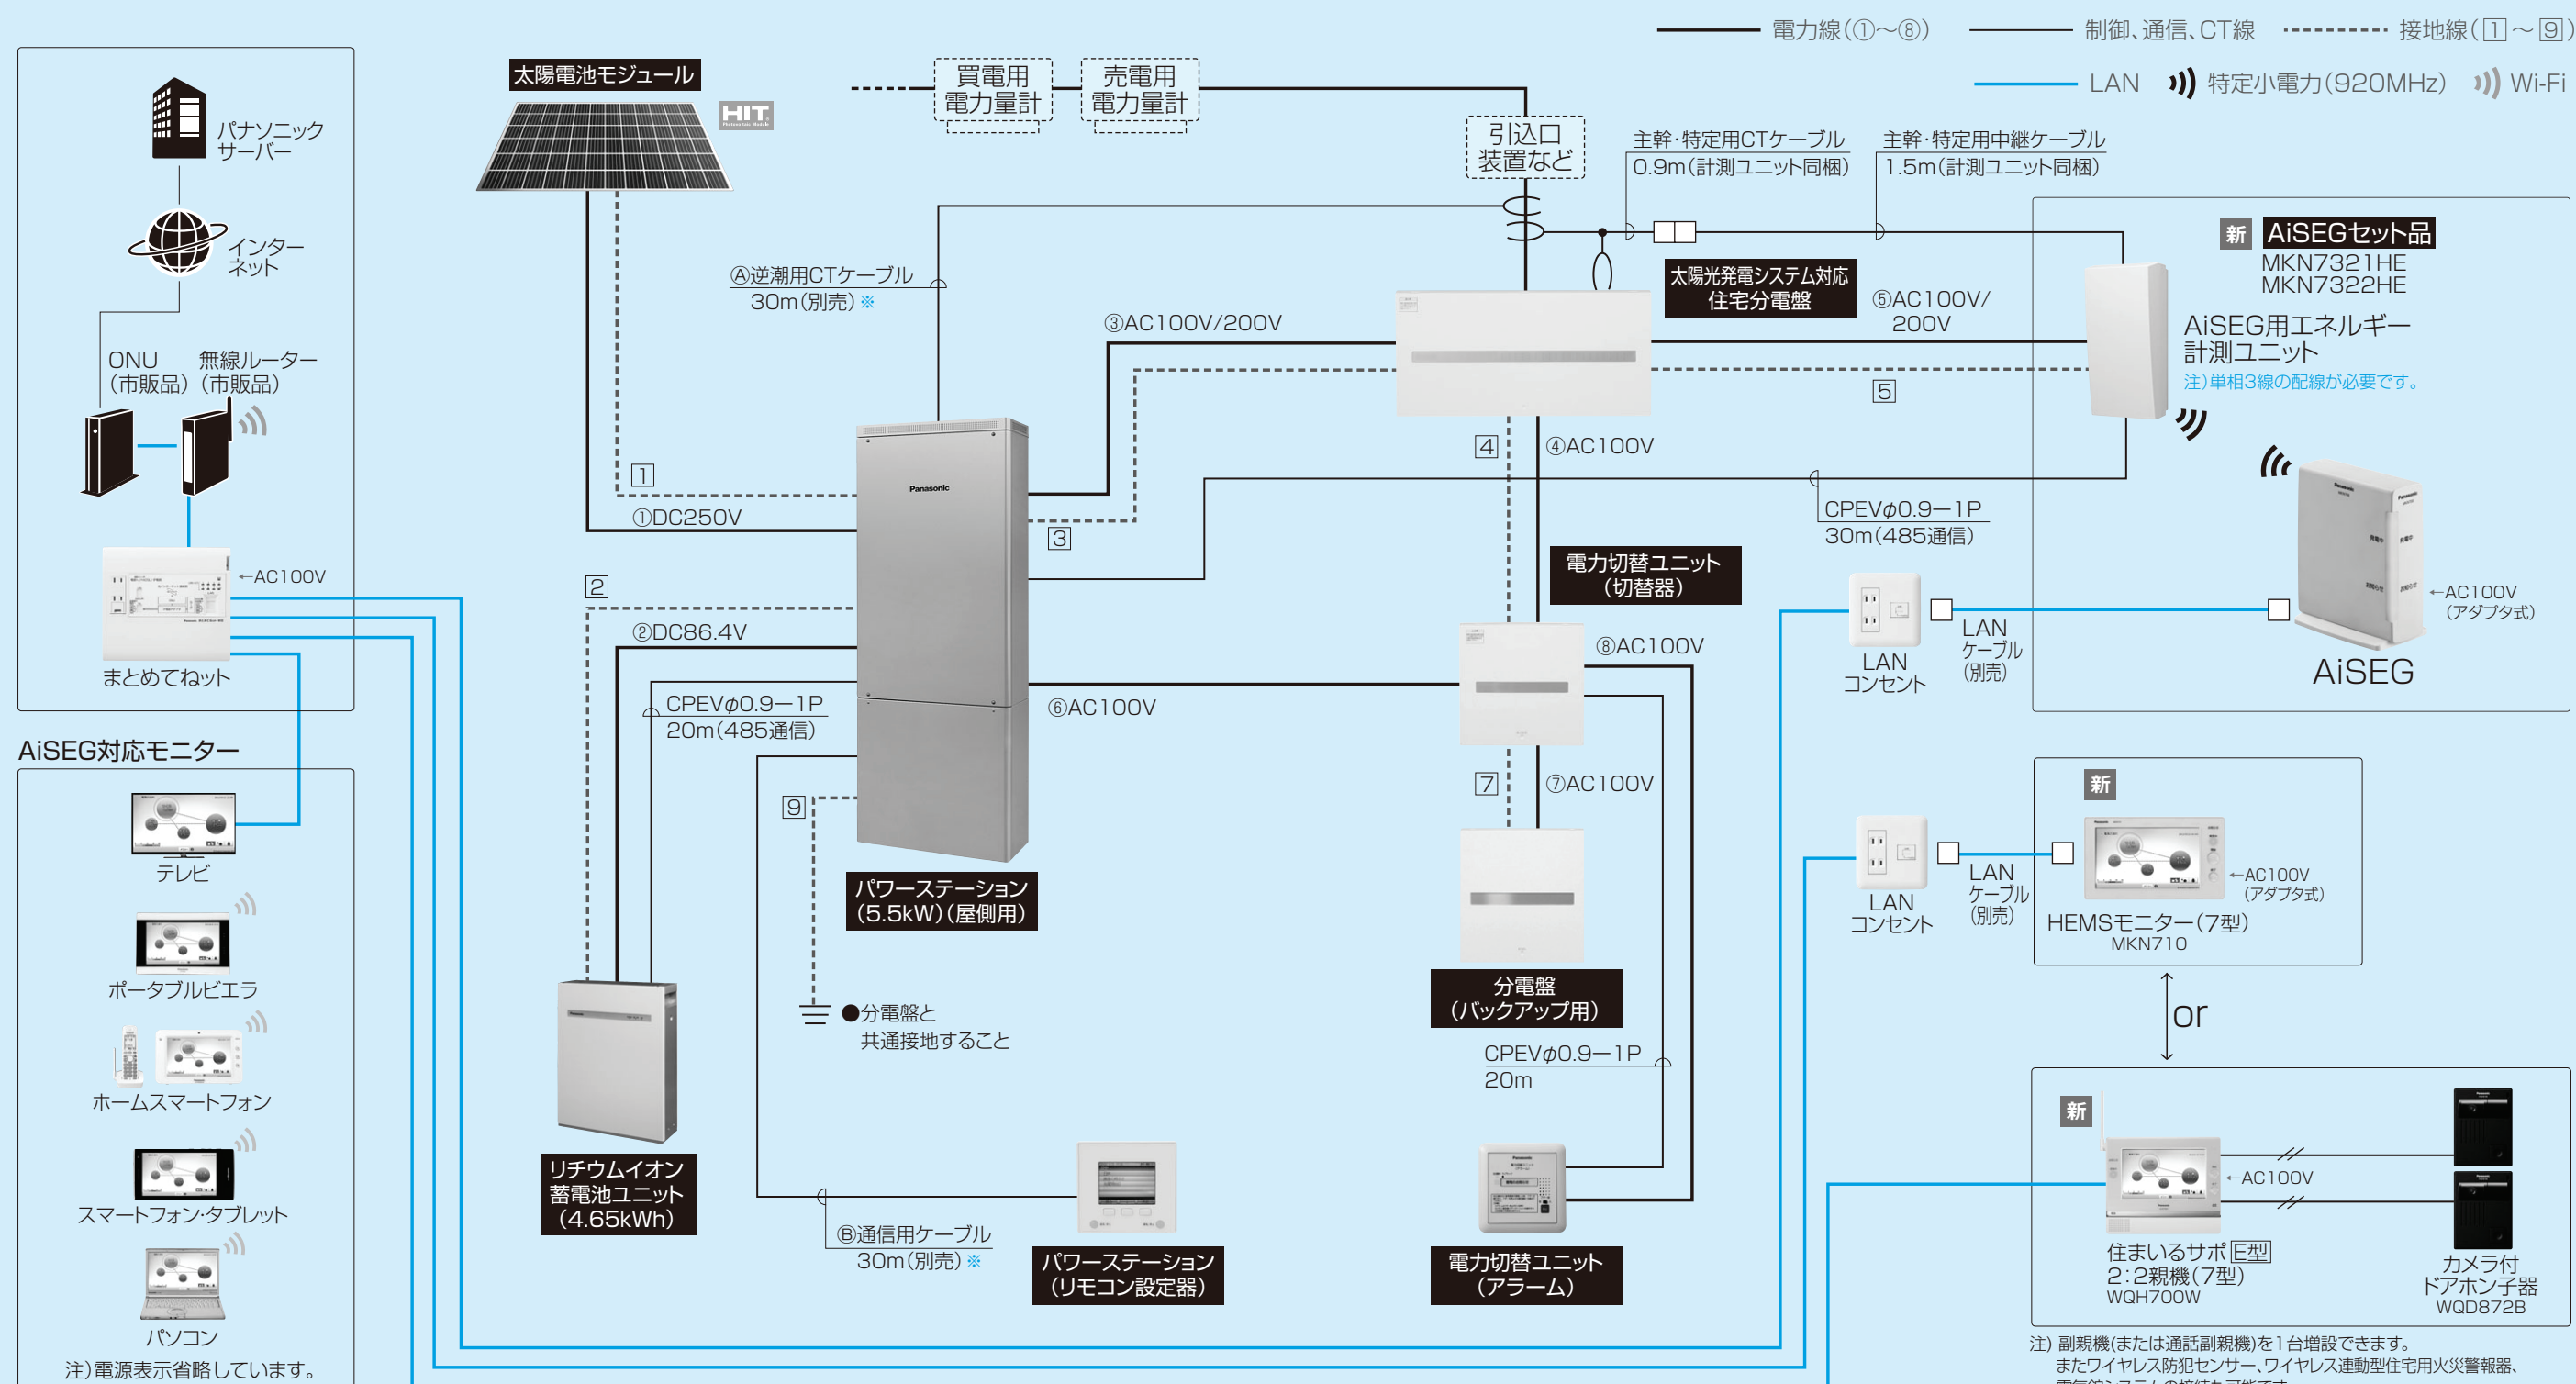 電力線(①～⑧)
制御、通信、CT線
接地線(1～9)
LAN
特定小電力(920MHz)
Wi-Fi
パナソニック
サーバー
インター
ネット
ONU
(市販品)
無線ルーター
(市販品)
←AC100V
まとめてねット
AiSEG対応モニター
テレビ
ポータブルビエラ
ホームスマートフォン
スマートフォン・タブレット
パソコン
注)電源表示省略しています。
太陽電池モジュール
HIT
買電用
電力量計
売電用
電力量計
引込口
装置など
主幹・特定用CTケーブル
0.9m(計測ユニット同梱)
主幹・特定用中継ケーブル
1.5m(計測ユニット同梱)
Ⓐ逆潮用CTケーブル
30m(別売)※
③AC100V/200V
太陽光発電システム対応
住宅分電盤
⑤AC100V/
200V
5
新
AiSEGセット品
MKN7321HE
MKN7322HE
AiSEG用エネルギー
計測ユニット
注)単相3線の配線が必要です。
1
①DC250V
Panasonic
3
4
④AC100V
CPEVφ0.9ー1P
30m(485通信)
2
②DC86.4V
CPEVφ0.9ー1P
20m(485通信)
⑥AC100V
電力切替ユニット
(切替器)
⑧AC100V
LAN
コンセント
LAN
ケーブル
(別売)
←AC100V
(アダプタ式)
AiSEG
9
パワーステーション
(5.5kW)(屋側用)
●分電盤と
共通接地すること
7
⑦AC100V
分電盤
(バックアップ用)
CPEVφ0.9ー1P
20m
LAN
コンセント
LAN
ケーブル
(別売)
新
←AC100V
(アダプタ式)
HEMSモニター(7型)
MKN710
or
リチウムイオン
蓄電池ユニット
(4.65kWh)
Ⓑ通信用ケーブル
30m(別売)※
パワーステーション
(リモコン設定器)
電力切替ユニット
(アラーム)
新
←AC100V
住まいるサポE型
2:2親機(7型)
WQH700W
カメラ付
ドアホン子器
WQD872B
注) 副親機(または通話副親機)を1台増設できます。
またワイヤレス防犯センサー、ワイヤレス連動型住宅用火災警報器、